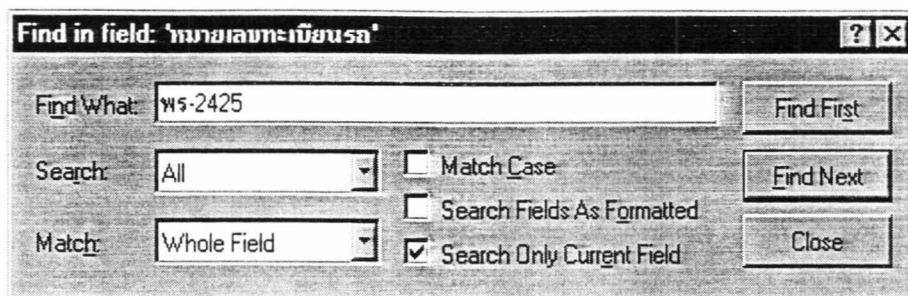 Find in field: 'หมายเลขทะเบียนรถ'
Find What: พร-2425
Find First
Search: All
Match Case
Find Next
Search Fields As Formatted
Match: Whole Field
Search Only Current Field
Close